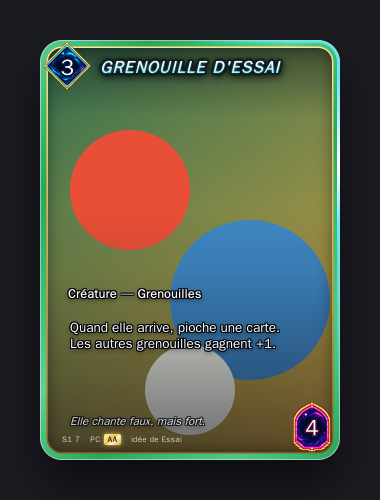 3
GRENOUILLE D'ESSAI
Créature — Grenouilles
Quand elle arrive, pioche une carte.
Les autres grenouilles gagnent +1.
Elle chante faux, mais fort.
S1 7 · PC AA · idée de Essai
4